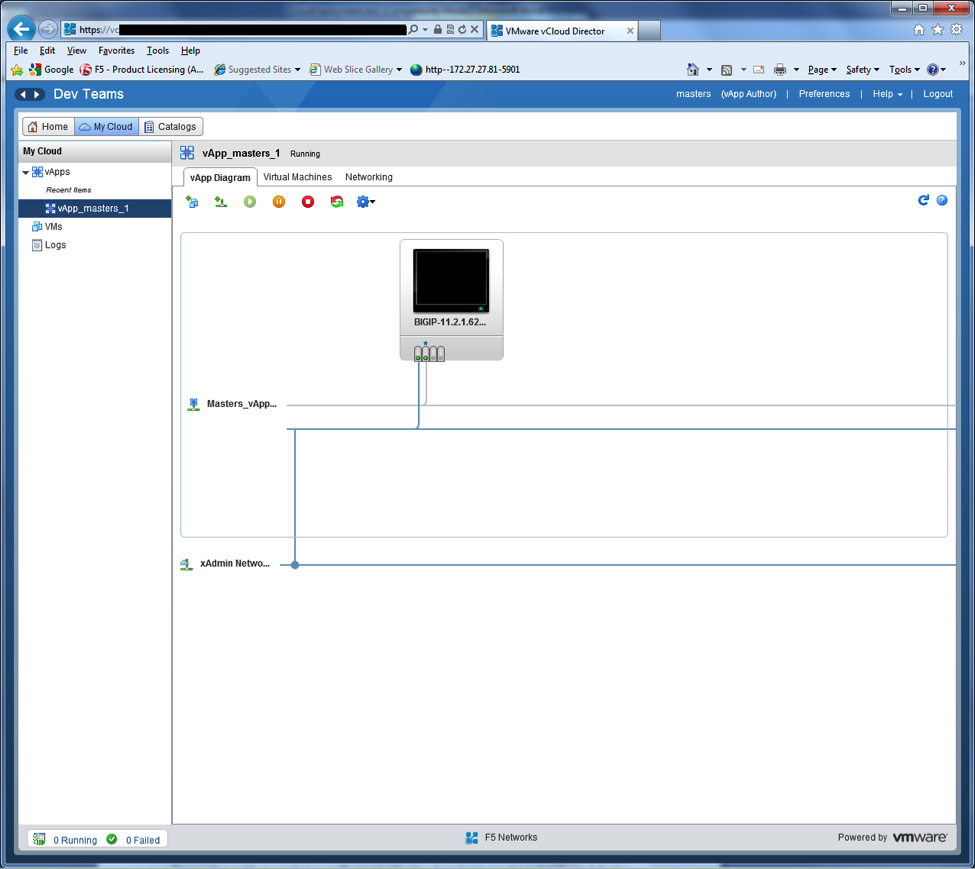 https://vc
VMware vCloud Director
File Edit View Favorites Tools Help
Google F5 - Product Licensing (A... Suggested Sites Web Slice Gallery http--172.27.27.81-5901
Page Safety Tools
Dev Teams
masters (vApp Author) | Preferences | Help | Logout
Home My Cloud Catalogs
My Cloud
vApps
Recent Items
vApp_masters_1
VMs
Logs
vApp_masters_1 Running
vApp Diagram Virtual Machines Networking
BIGIP-11.2.1.62...
Masters_vApp...
xAdmin Netwo...
0 Running 0 Failed
F5 Networks
Powered by vmware